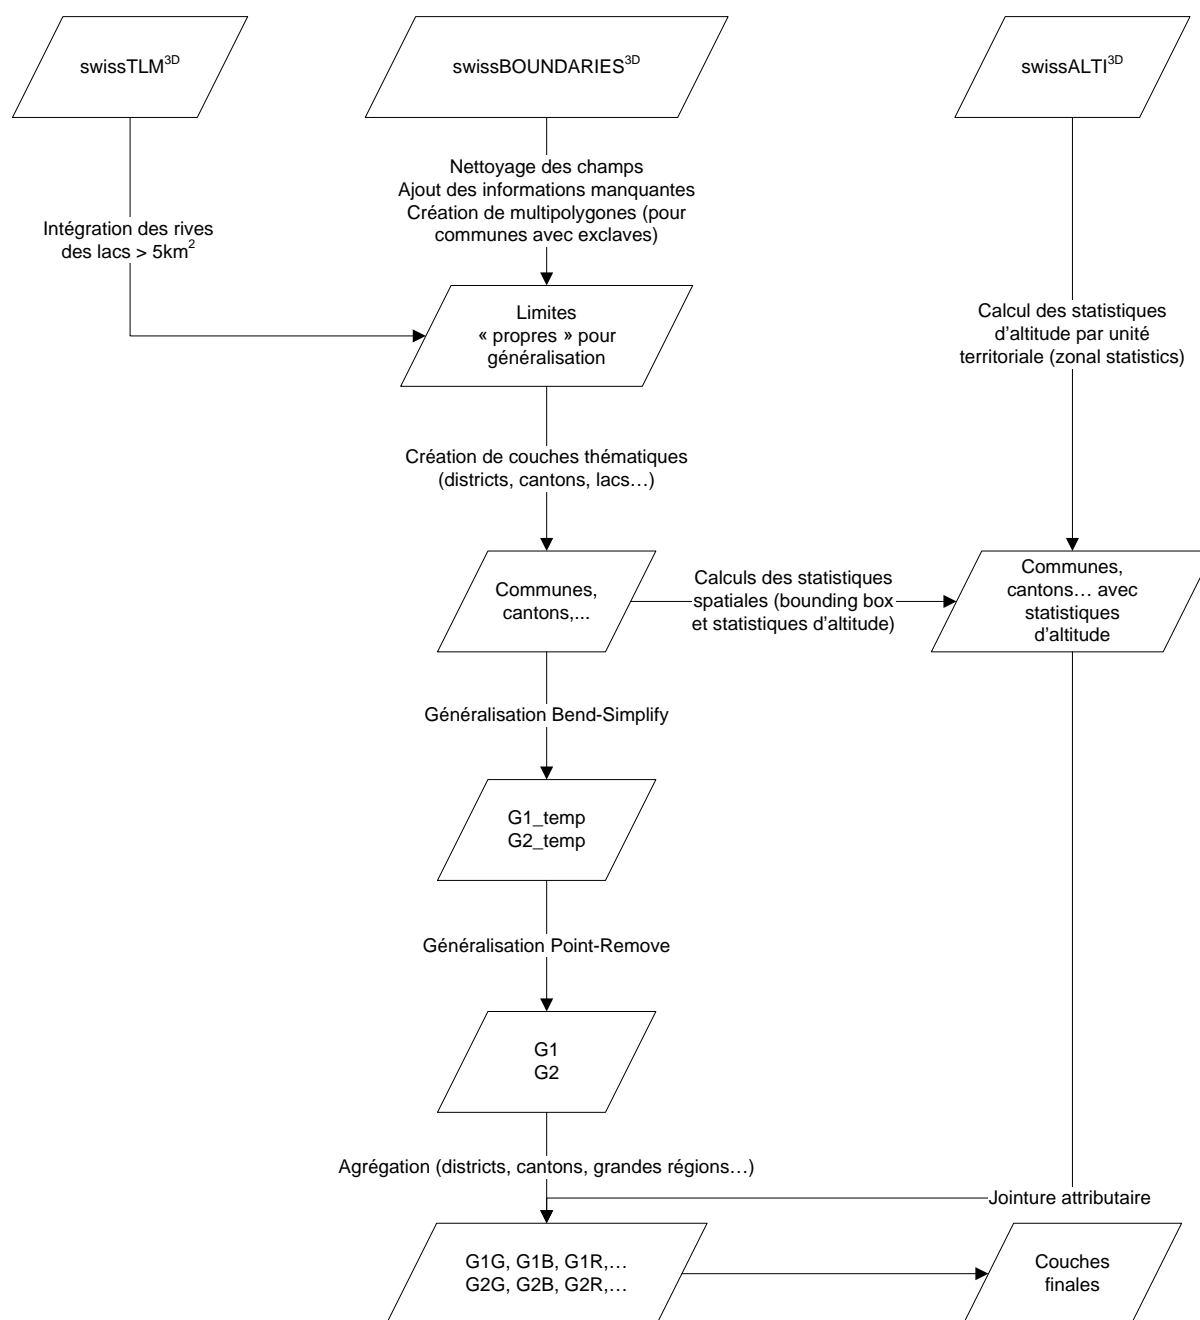 swissTLM3D
swissBOUNDARIES3D
swissALTI3D
Nettoyage des champs
Ajout des informations manquantes
Création de multipolygones (pour
communes avec exclaves)
Intégration des rives
des lacs > 5km2
Limites
« propres » pour
généralisation
Calcul des statistiques
d'altitude par unité
territoriale (zonal statistics)
Création de couches thématiques
(districts, cantons, lacs…)
Communes,
cantons,...
Calculs des statistiques
spatiales (bounding box
et statistiques d'altitude)
Communes,
cantons… avec
statistiques
d'altitude
Généralisation Bend-Simplify
G1_temp
G2_temp
Généralisation Point-Remove
G1
G2
Agrégation (districts, cantons, grandes régions…)
Jointure attributaire
G1G, G1B, G1R,…
G2G, G2B, G2R,…
Couches
finales